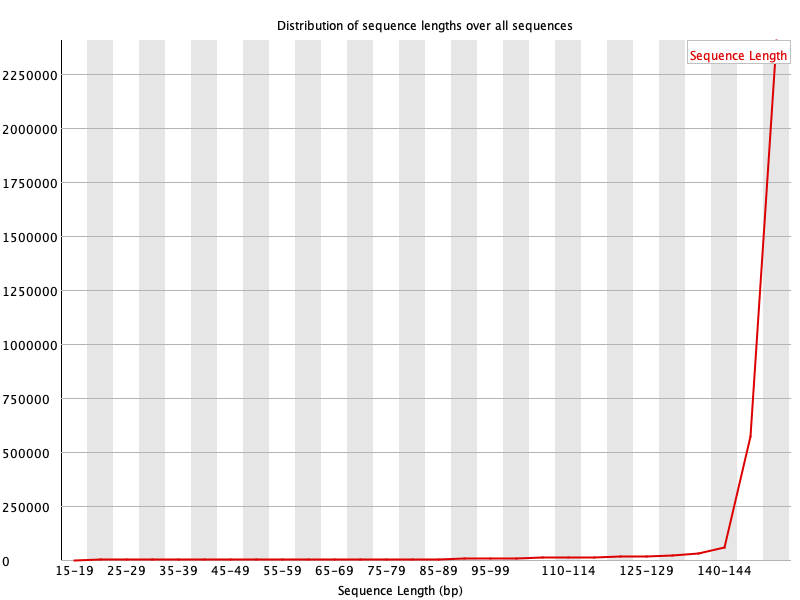 Distribution of sequence lengths over all sequences
Sequence Length
2250000
2000000
1750000
1500000
1250000
1000000
750000
500000
250000
0
15-19 25-29 35-39 45-49 55-59 65-69 75-79 85-89 95-99 110-114 125-129 140-144
Sequence Length (bp)